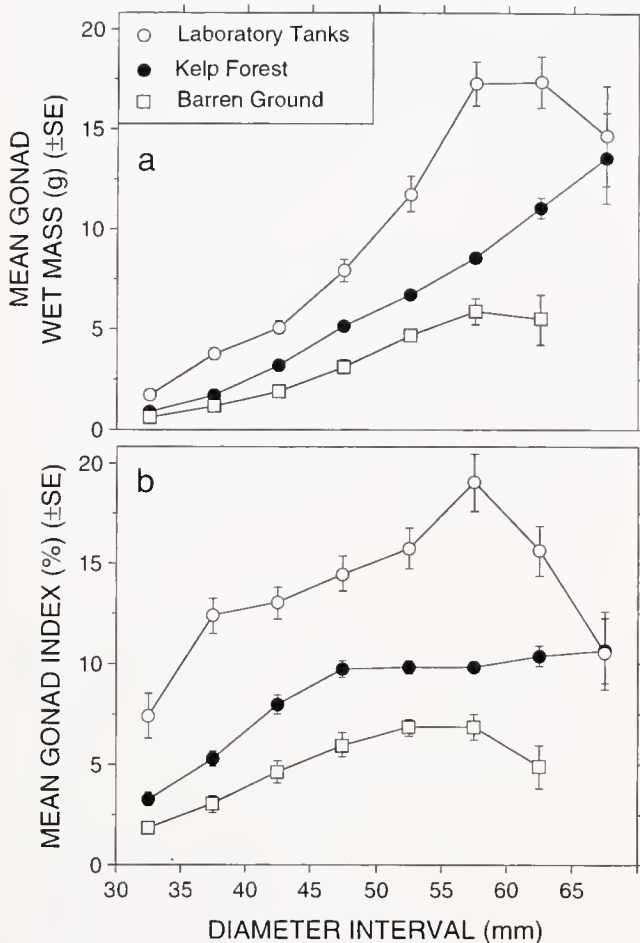 20
15
10
5
0
Laboratory Tanks
Kelp Forest
Barren Ground
a
MEAN GONAD
WET MASS (g) (±SE)
20
15
10
5
0
b
MEAN GONAD INDEX (%) (±SE)
30 35 40 45 50 55 60 65
DIAMETER INTERVAL (mm)